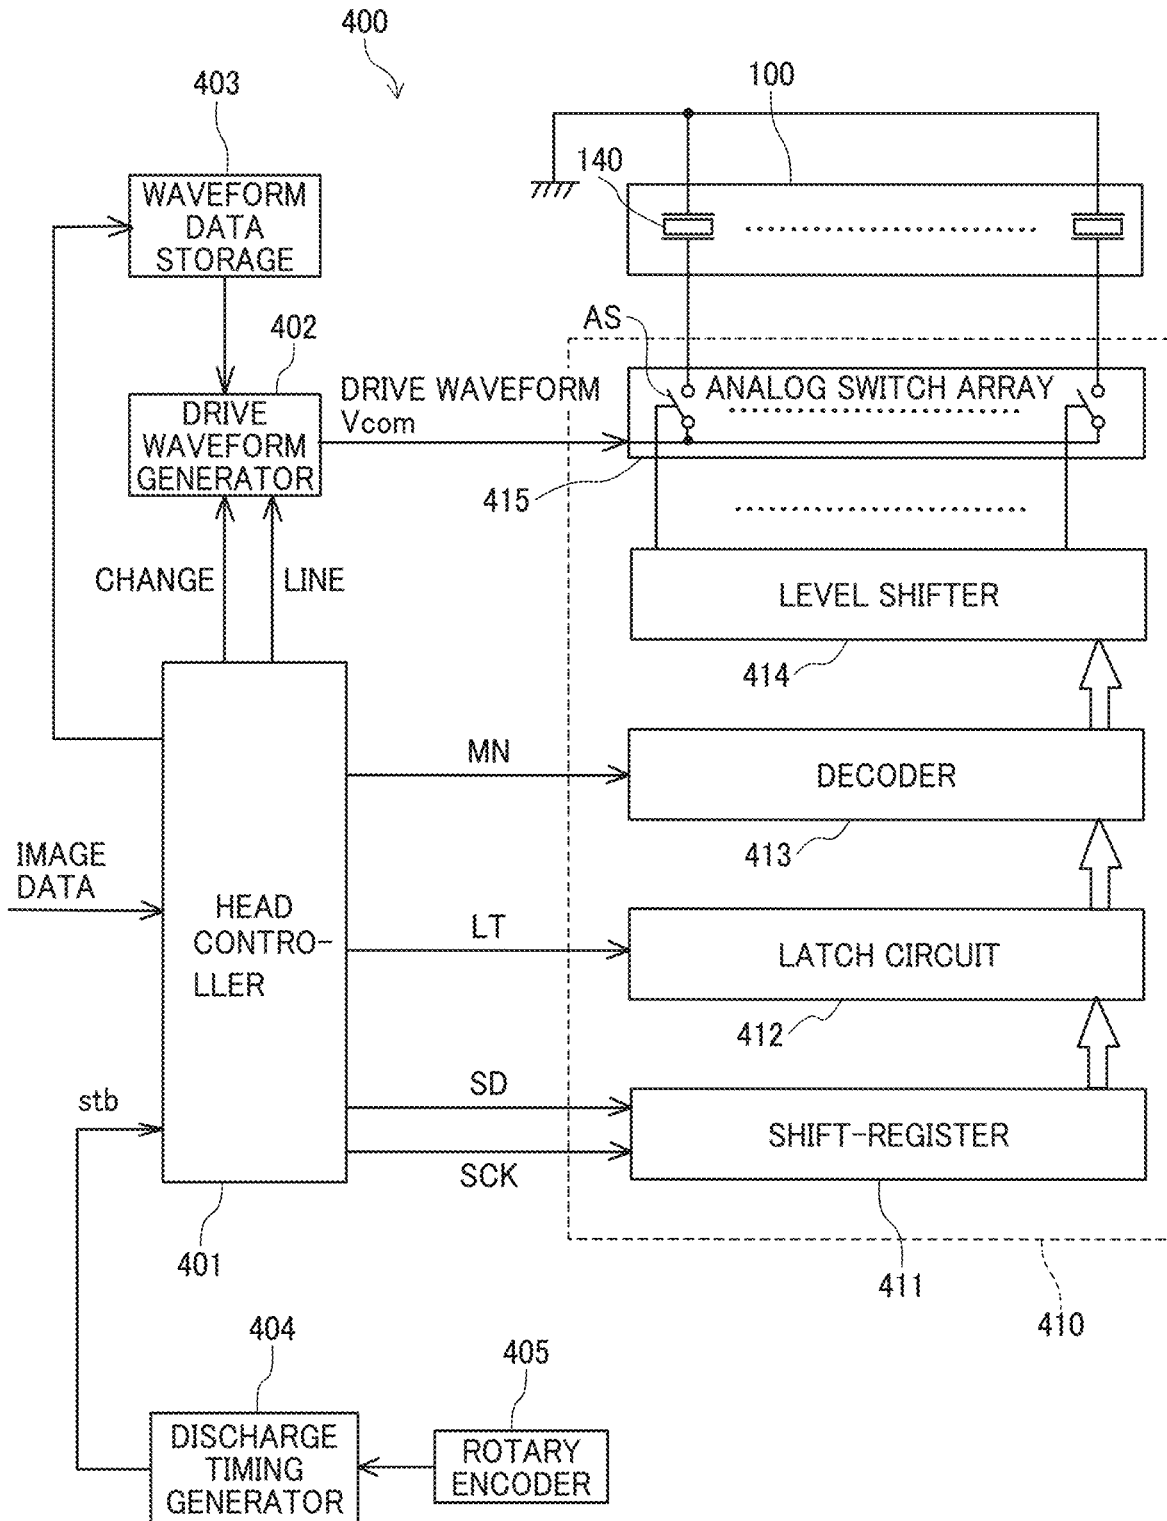 400
403
100
WAVEFORM
DATA
STORAGE
140
402
AS
DRIVE
WAVEFORM
GENERATOR
DRIVE WAVEFORM
Vcom
ANALOG SWITCH ARRAY
415
CHANGE
LINE
LEVEL SHIFTER
414
MN
DECODER
413
IMAGE
DATA
HEAD
CONTRO-
LLER
LT
LATCH CIRCUIT
412
stb
SD
SCK
SHIFT-REGISTER
401
411
410
404
405
DISCHARGE
TIMING
GENERATOR
ROTARY
ENCODER